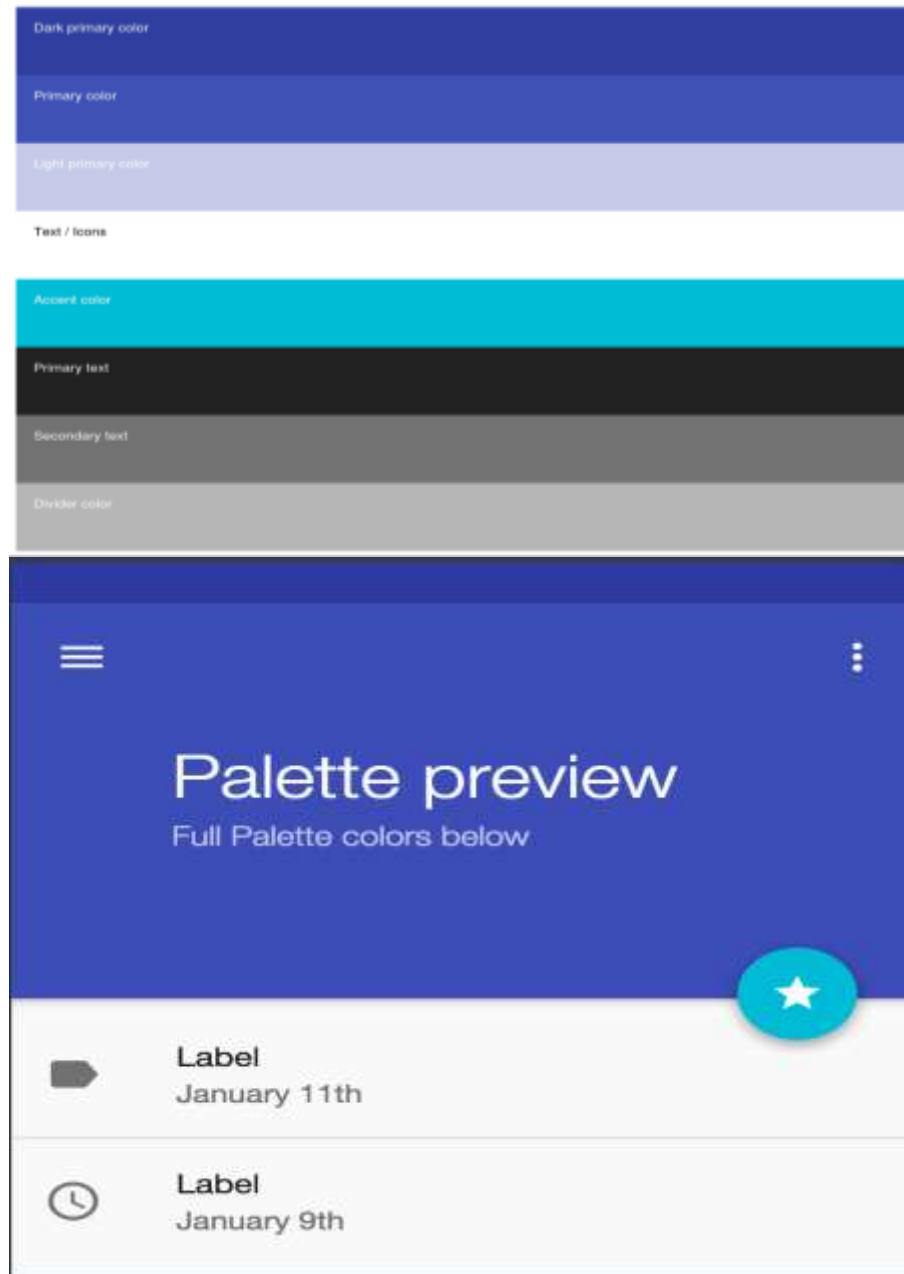 Dark primary color
Primary color
Light primary color
Text / Icons
Accent color
Primary text
Secondary text
Divider color
Palette preview
Full Palette colors below
Label
January 11th
Label
January 9th